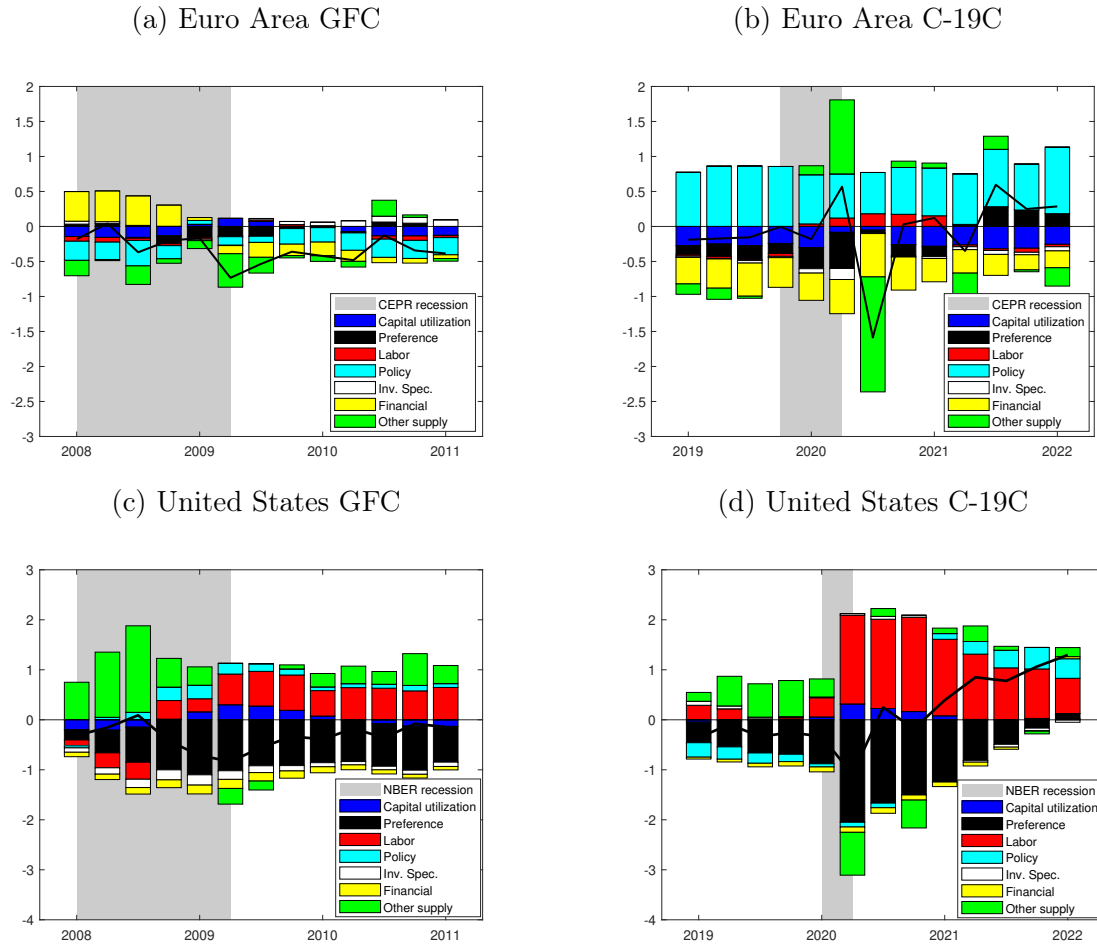 (a) Euro Area GFC
2
1.5
1
0.5
0
-0.5
-1
-1.5
-2
-2.5
-3
2008
2009
2010
2011
CEPR recession
Capital utilization
Preference
Labor
Policy
Inv. Spec.
Financial
Other supply
(b) Euro Area C-19C
2
1.5
1
0.5
0
-0.5
-1
-1.5
-2
-2.5
-3
2019
2020
2021
2022
CEPR recession
Capital utilization
Preference
Labor
Policy
Inv. Spec.
Financial
Other supply
(c) United States GFC
3
2
1
0
-1
-2
-3
-4
2008
2009
2010
2011
NBER recession
Capital utilization
Preference
Labor
Policy
Inv. Spec.
Financial
Other supply
(d) United States C-19C
3
2
1
0
-1
-2
-3
-4
2019
2020
2021
2022
NBER recession
Capital utilization
Preference
Labor
Policy
Inv. Spec.
Financial
Other supply